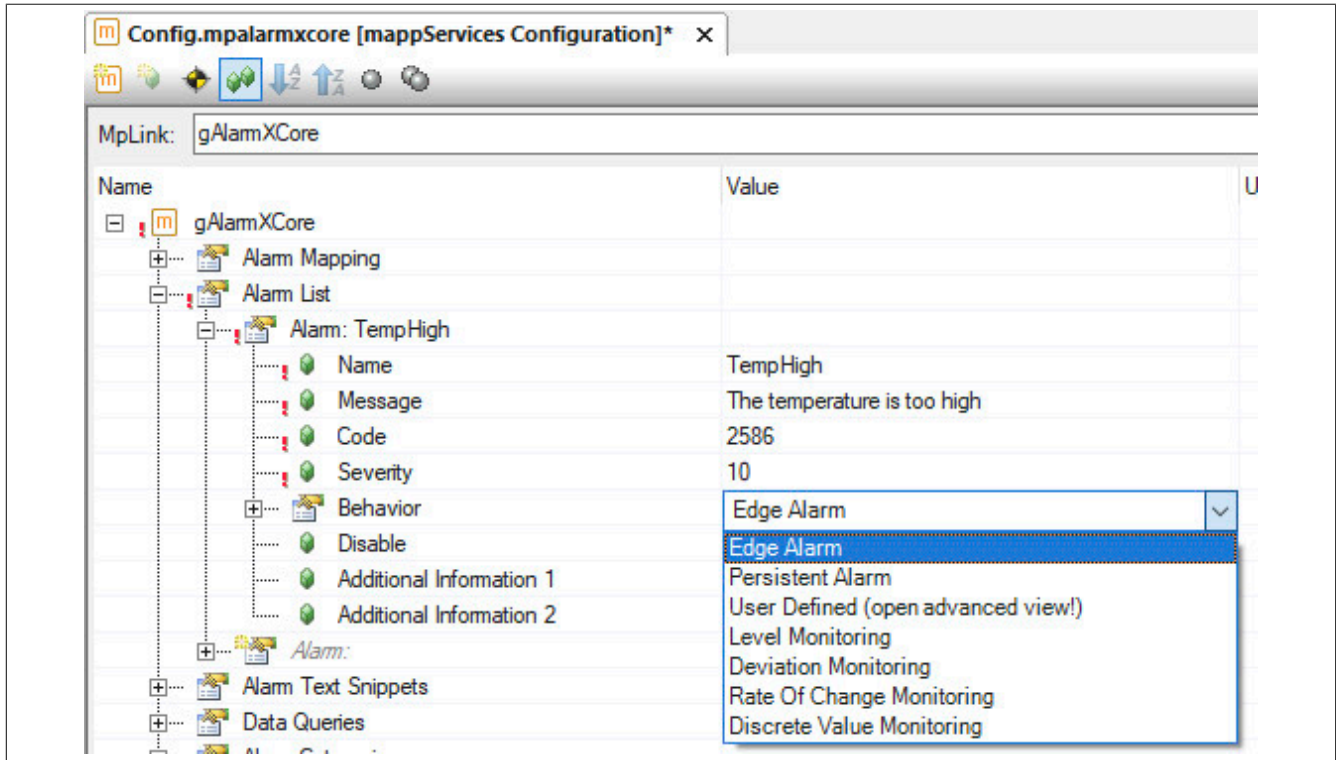 Config.mpalarmxcore [mappServices Configuration]* x
MpLink: gAlarmXCore
Name Value U
gAlarmXCore
Alarm Mapping
Alarm List
Alarm: TempHigh
Name TempHigh
Message The temperature is too high
Code 2586
Severity 10
Behavior Edge Alarm
Disable Edge Alarm
Persistent Alarm
Additional Information 1
User Defined (open advanced view!)
Additional Information 2
Level Monitoring
Alarm:
Deviation Monitoring
Alarm Text Snippets
Rate Of Change Monitoring
Data Queries
Discrete Value Monitoring